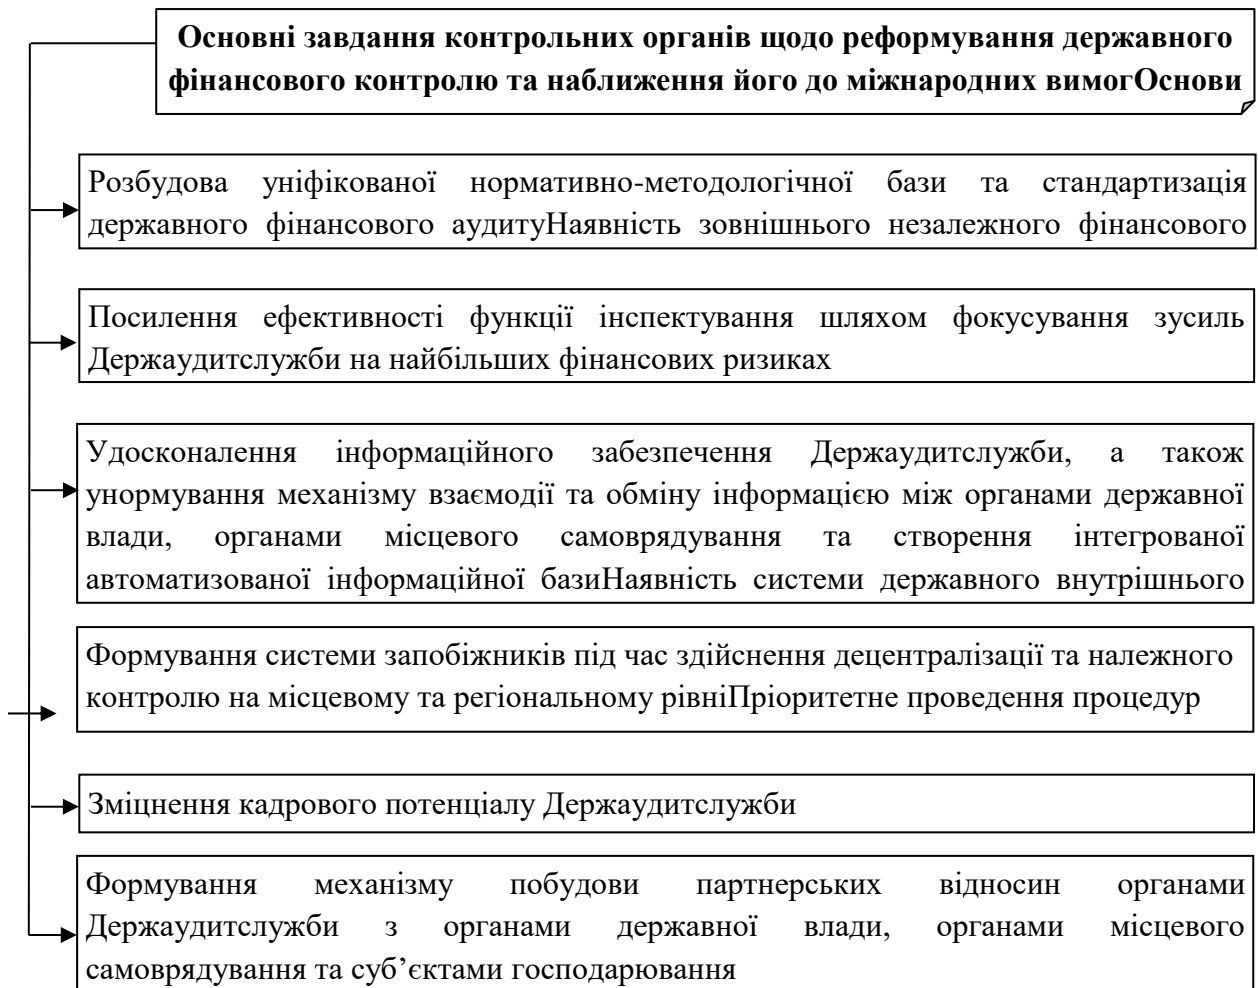 Основні завдання контрольних органів щодо реформування державного
фінансового контролю та наближення його до міжнародних вимогОснови
Розбудова уніфікованої нормативно-методологічної бази та стандартизація
державного фінансового аудитуНаявність зовнішнього незалежного фінансового
Посилення ефективності функції інспектування шляхом фокусування зусиль
Держаудитслужби на найбільших фінансових ризиках
Удосконалення інформаційного забезпечення Держаудитслужби, а також
унормування механізму взаємодії та обміну інформацією між органами державної
влади, органами місцевого самоврядування та створення інтегрованої
автоматизованої інформаційної базиНаявність системи державного внутрішнього
Формування системи запобіжників під час здійснення децентралізації та належного
контролю на місцевому та регіональному рівніПріоритетне проведення процедур
Зміцнення кадрового потенціалу Держаудитслужби
Формування механізму побудови партнерських відносин органами
Держаудитслужби з органами державної влади, органами місцевого
самоврядування та суб’єктами господарювання